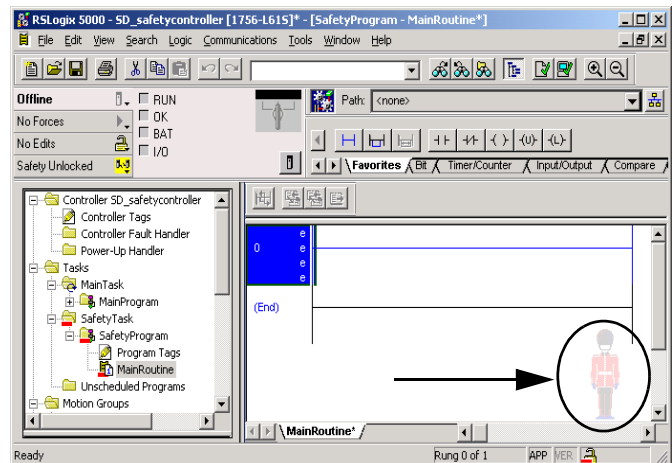 RSLogix 5000 - 5D_safetycontroller [1756-L61S]* - [SafetyProgram - MainRoutine*]
File Edit View Search Logic Communications Tools Window Help
Offline
RUN
Path: <none>
No Forces
OK
No Edits
BAT
Safety Unlocked
I/O
Favorites Bit Timer/Counter Input/Output Compare
Controller 5D_safetycontroller
Controller Tags
Controller Fault Handler
Power-Up Handler
Tasks
MainTask
MainProgram
SafetyTask
SafetyProgram
Program Tags
MainRoutine
Unscheduled Programs
Motion Groups
0
e
e
e
e
(End)
MainRoutine*
Ready
Rung 0 of 1
APP
VER